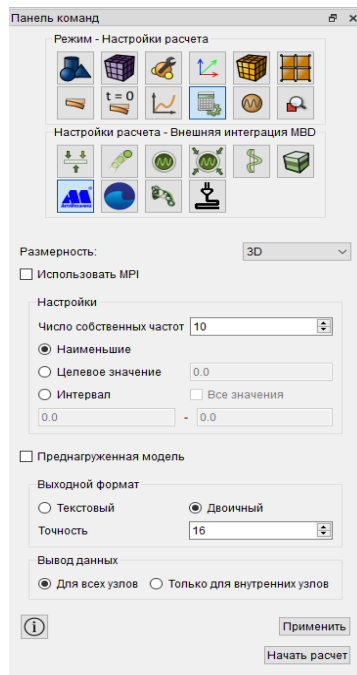 Панель команд
Режим - Настройки расчета
t = 0
Настройки расчета - Внешняя интеграция MBD
Размерность: 3D
Использовать MPI
Настройки
Число собственных частот 10
Наименьшие
Целевое значение 0.0
Интервал Все значения
0.0 - 0.0
Преднагруженная модель
Выходной формат
Текстовый Двоичный
Точность 16
Вывод данных
Для всех узлов Только для внутренних узлов
Применить
Начать расчет